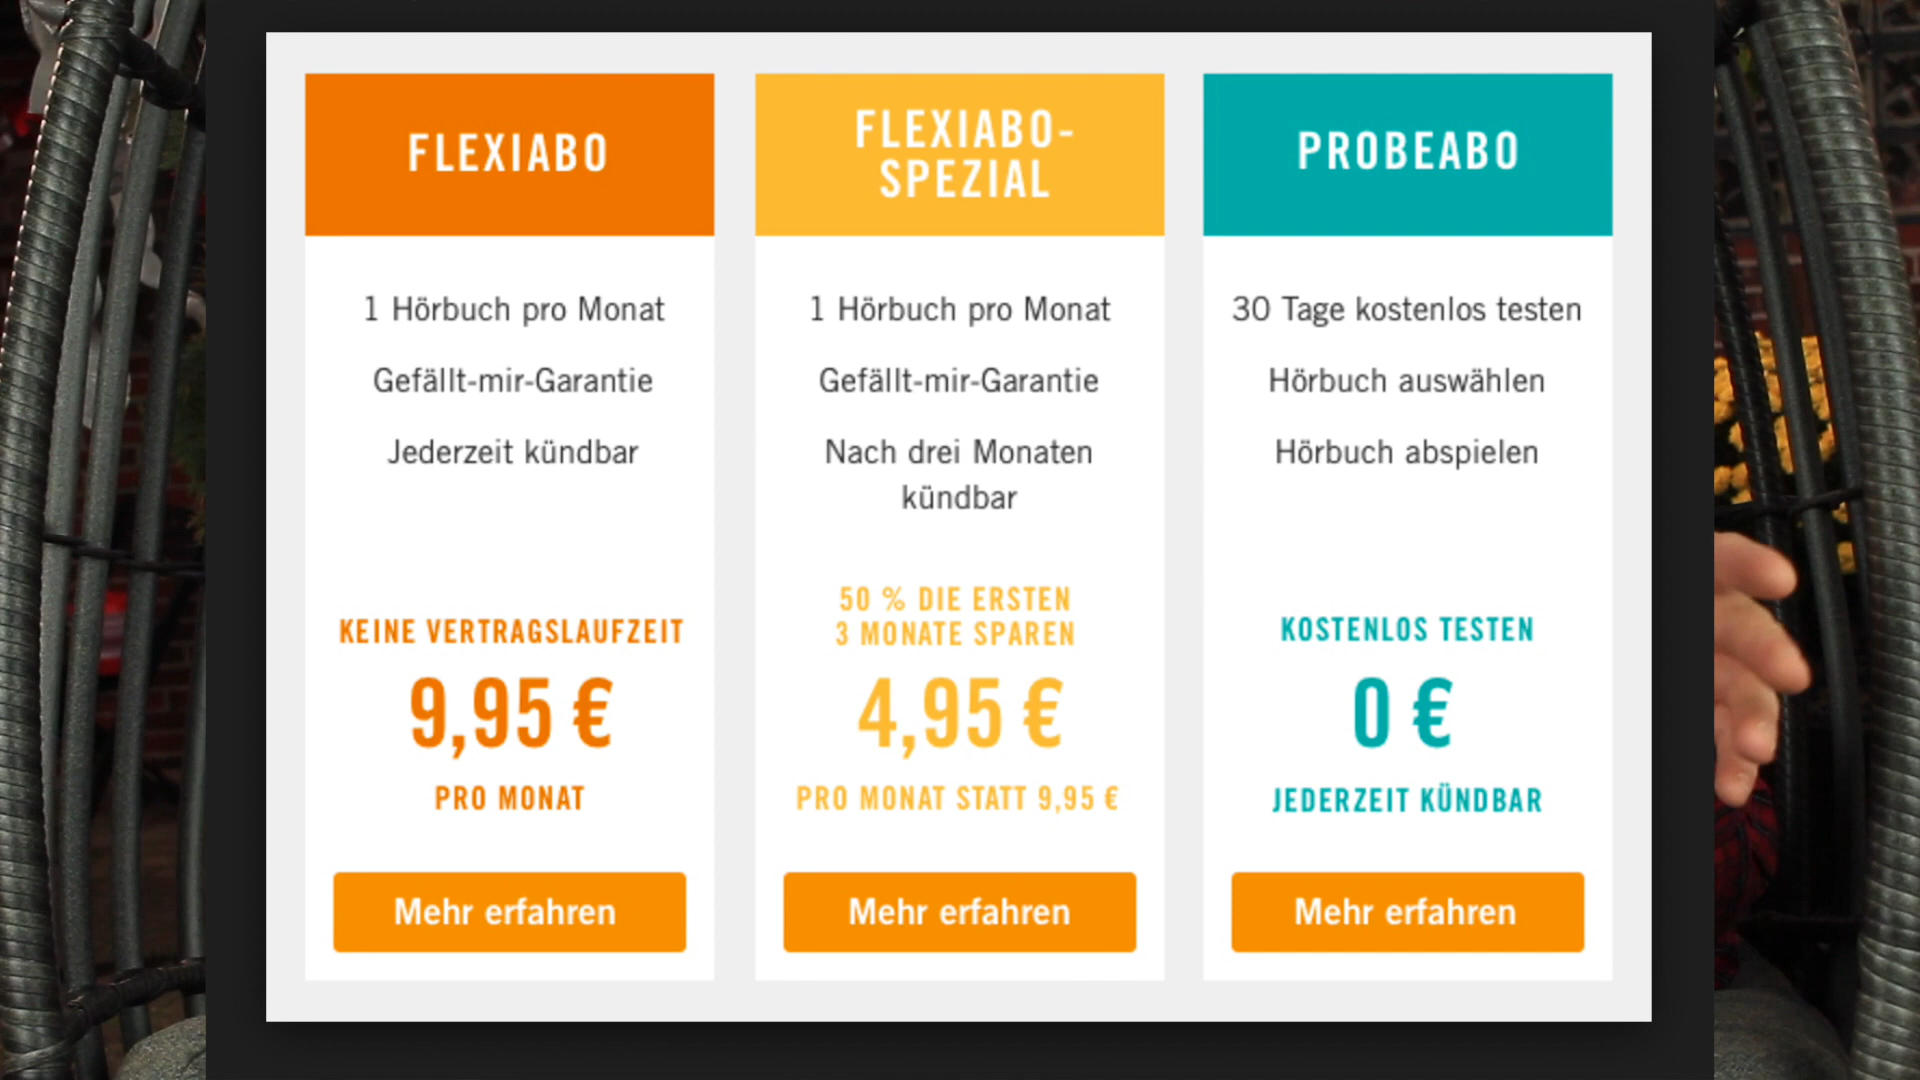 FLEXIABO
1 Hörbuch pro Monat
Gefällt-mir-Garantie
Jederzeit kündbar
KEINE VERTRAGSLAUFZEIT
9,95 €
PRO MONAT
Mehr erfahren
FLEXIABO-
SPEZIAL
1 Hörbuch pro Monat
Gefällt-mir-Garantie
Nach drei Monaten
kündbar
50 % DIE ERSTEN
3 MONATE SPAREN
4,95 €
PRO MONAT STATT 9,95 €
Mehr erfahren
PROBEABO
30 Tage kostenlos testen
Hörbuch auswählen
Hörbuch abspielen
KOSTENLOS TESTEN
0 €
JEDERZEIT KÜNDBAR
Mehr erfahren